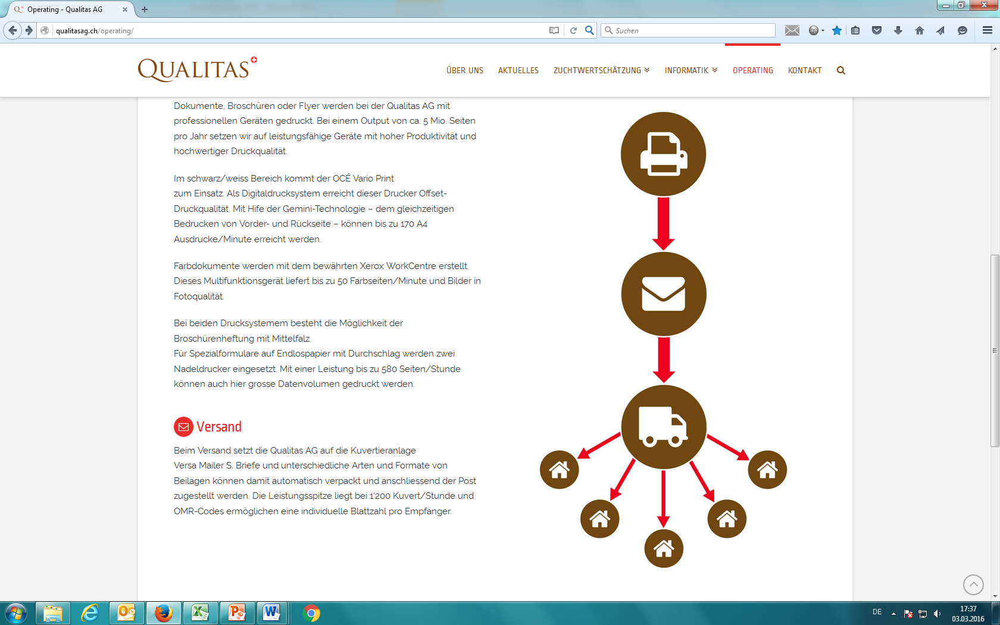 Operating - Qualitas AG
qualitasag.ch/operating/
Suchen
QUALITAS
ÜBER UNS
AKTUELLES
ZUCHTWERTSCHÄTZUNG
INFORMATIK
OPERATING
KONTAKT
Dokumente, Broschüren oder Flyer werden bei der Qualitas AG mit
professionellen Geräten gedruckt. Bei einem Output von ca. 5 Mio. Seiten
pro Jahr setzen wir auf leistungsfähige Geräte mit hoher Produktivität und
hochwertiger Druckqualität.
Im schwarz/weiss Bereich kommt der OCÉ Vario Print
zum Einsatz. Als Digitaldrucksystem erreicht dieser Drucker Offset-
Druckqualität. Mit Hife der Gemini-Technologie – dem gleichzeitigen
Bedrucken von Vorder- und Rückseite – können bis zu 170 A4
Ausdrucke/Minute erreicht werden.
Farbdokumente werden mit dem bewährten Xerox WorkCentre erstellt.
Dieses Multifunktionsgerät liefert bis zu 50 Farbseiten/Minute und Bilder in
Fotoqualität.
Bei beiden Drucksystemem besteht die Möglichkeit der
Broschürenheftung mit Mittelfalz.
Für Spezialformulare auf Endlospapier mit Durchschlag werden zwei
Nadeldrucker eingesetzt. Mit einer Leistung bis zu 580 Seiten/Stunde
können auch hier grosse Datenvolumen gedruckt werden.
Versand
Beim Versand setzt die Qualitas AG auf die Kuvertieranlage
Versa Mailer S. Briefe und unterschiedliche Arten und Formate von
Beilagen können damit automatisch verpackt und anschliessend der Post
zugestellt werden. Die Leistungsspitze liegt bei 1'200 Kuvert/Stunde und
OMR-Codes ermöglichen eine individuelle Blattzahl pro Empfänger.
DE
17:37
03.03.2016